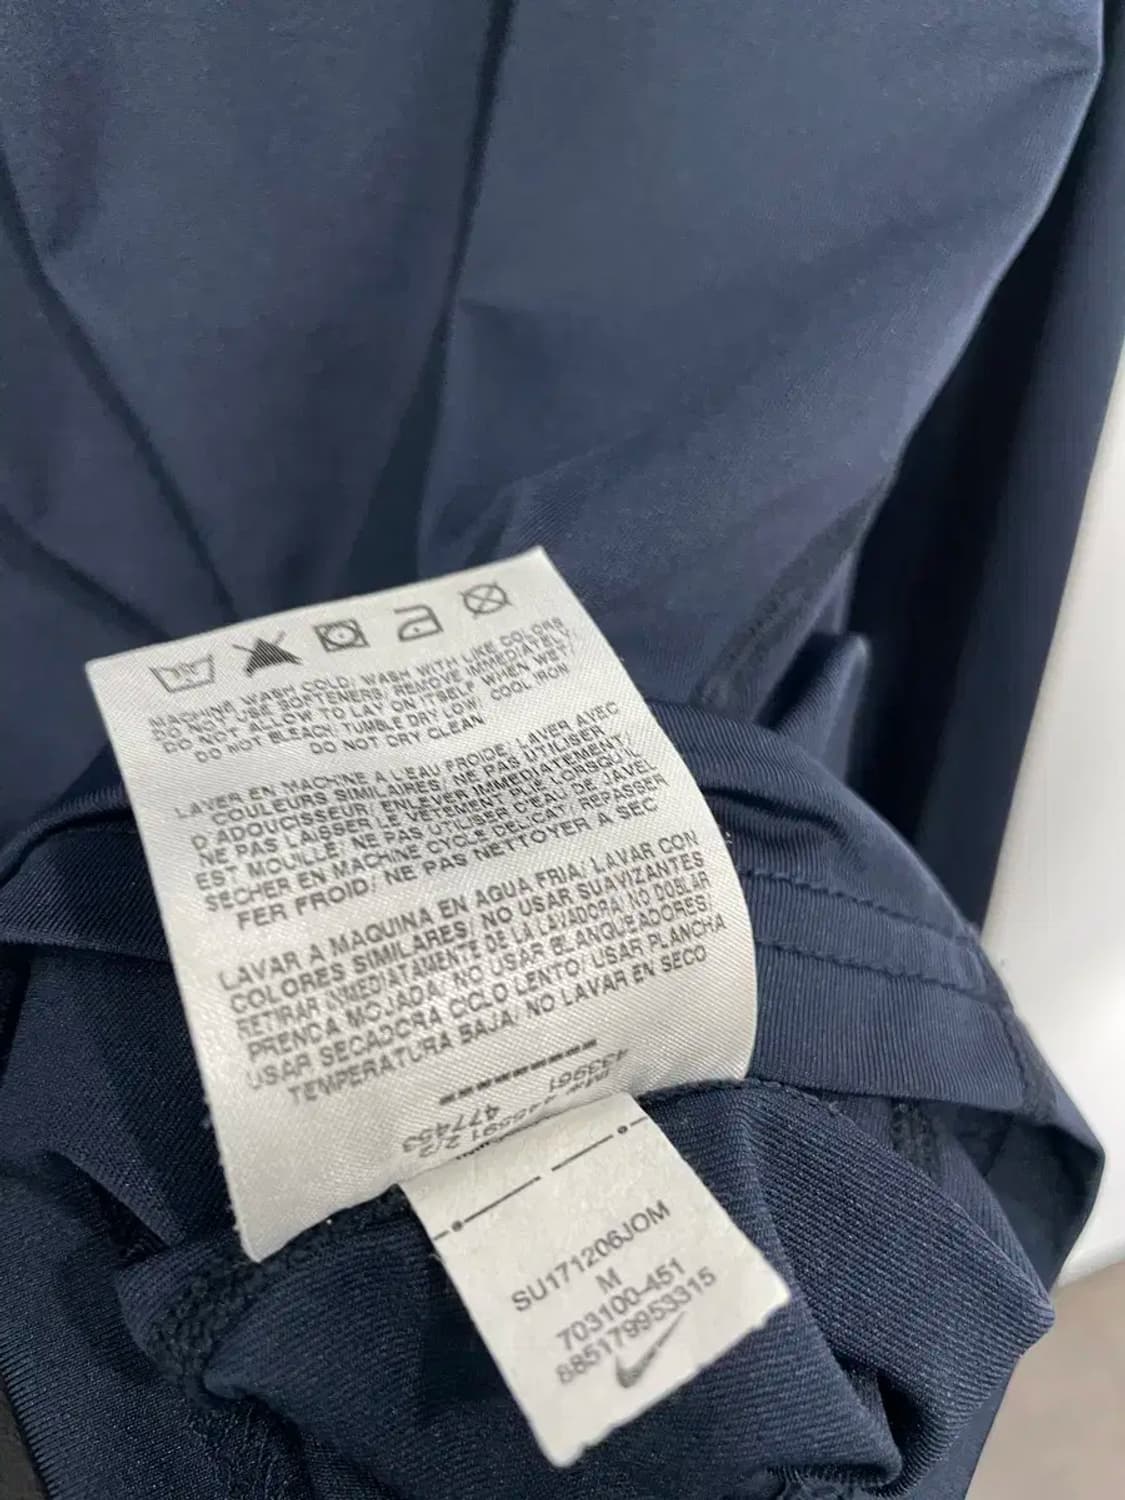 MACHINE WASH COLD/ WASH WITH LIKE COLORS
DO NOT USE SOFTENERS/ REMOVE IMMEDIATELY/
DO NOT ALLOW TO LAY ON ITSELF WHEN WET/
DO NOT BLEACH/ TUMBLE DRY LOW/ COOL IRON
DO NOT DRY CLEAN
LAVER EN MACHINE A L'EAU FROIDE/ LAVER AVEC
COULEURS SIMILAIRES/ NE PAS UTILISER
D'ADOUCISSEUR/ ENLEVER IMMEDIATEMENT/
NE PAS LAISSER LE VETEMENT PLIE LORSQU'IL
EST MOUILLE/ NE PAS UTILISER D'EAU DE JAVEL
SECHER EN MACHINE CYCLE DELICAT/ REPASSER
FER FROID/ NE PAS NETTOYER A SEC
LAVAR A MAQUINA EN AGUA FRIA/ LAVAR CON
COLORES SIMILARES/ NO USAR SUAVIZANTES
RETIRAR INMEDIATAMENTE DE LA LAVADORA/ NO DOBLAR
PRENDA MOJADA/ NO USAR BLANQUEADORES/
USAR SECADORA CICLO LENTO/ USAR PLANCHA
TEMPERATURA BAJA/ NO LAVAR EN SECO
433961
2/2
477453
SU171206JOM
M
703100-451
885179953315